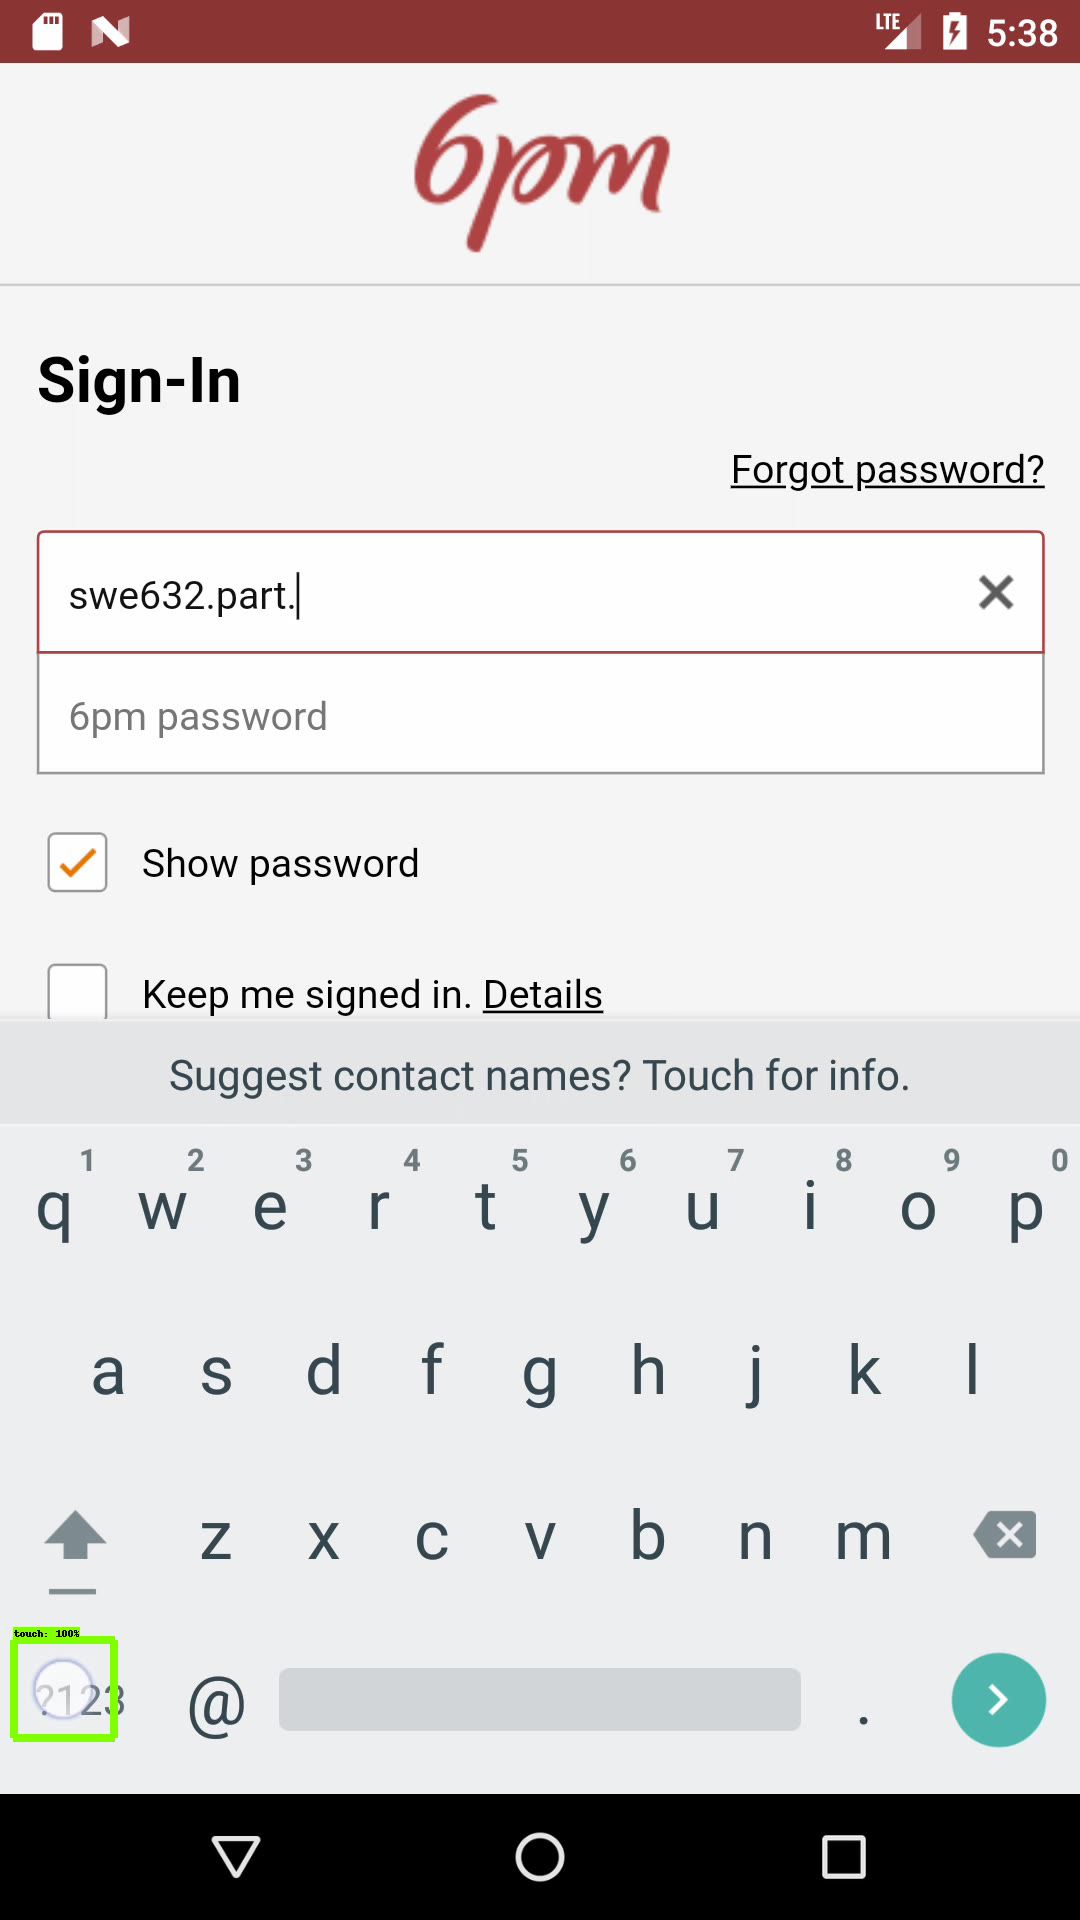 LTE 5:38
6pm
Sign-In
Forgot password?
swe632.part.
6pm password
Show password
Keep me signed in. Details
Suggest contact names? Touch for info.
1 2 3 4 5 6 7 8 9 0
q w e r t y u i o p
a s d f g h j k l
z x c v b n m
touch: 100%
?123 @ .